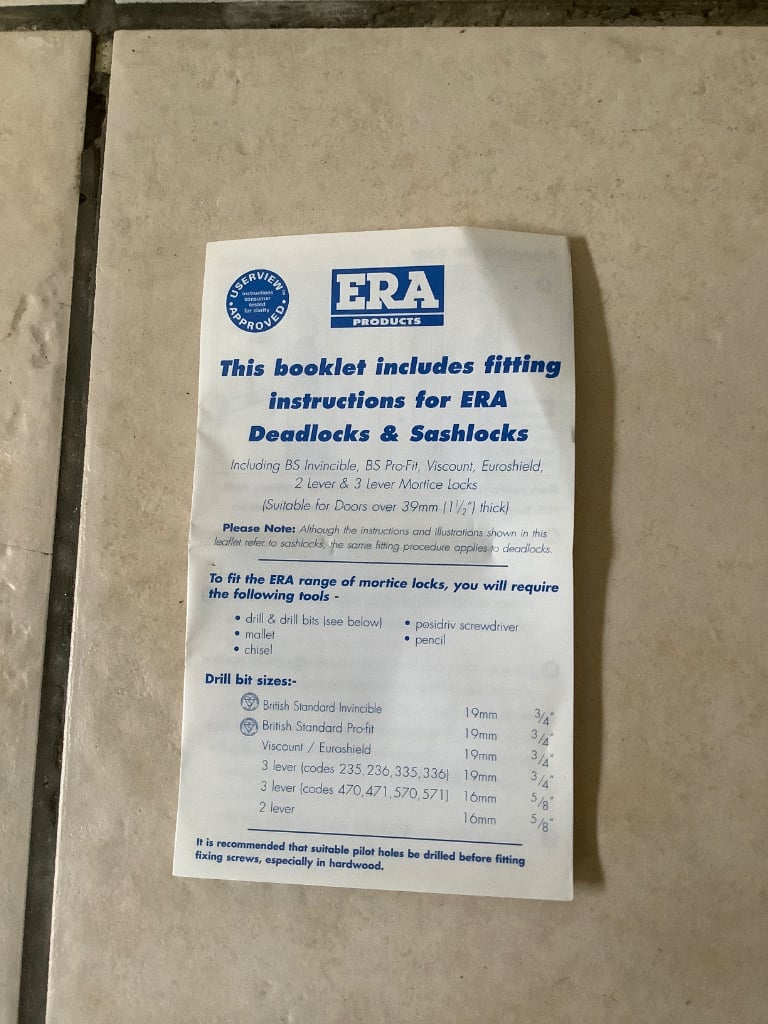 USERVIEW™
instructions
consumer
tested
for clarity
• APPROVED •
ERA
PRODUCTS
This booklet includes fitting
instructions for ERA
Deadlocks & Sashlocks
Including BS Invincible, BS Pro-Fit, Viscount, Euroshield,
2 Lever & 3 Lever Mortice Locks
(Suitable for Doors over 39mm (1½") thick)
Please Note: Although the instructions and illustrations shown in this
leaflet refer to sashlocks, the same fitting procedure applies to deadlocks.
To fit the ERA range of mortice locks, you will require
the following tools -
• drill & drill bits (see below)
• mallet
• chisel
• posidriv screwdriver
• pencil
Drill bit sizes:-
British Standard Invincible 19mm 3/4"
British Standard Pro-fit 19mm 3/4"
Viscount / Euroshield 19mm 3/4"
3 lever (codes 235,236,335,336) 19mm 3/4"
3 lever (codes 470,471,570,571) 16mm 5/8"
2 lever 16mm 5/8"
It is recommended that suitable pilot holes be drilled before fitting
fixing screws, especially in hardwood.